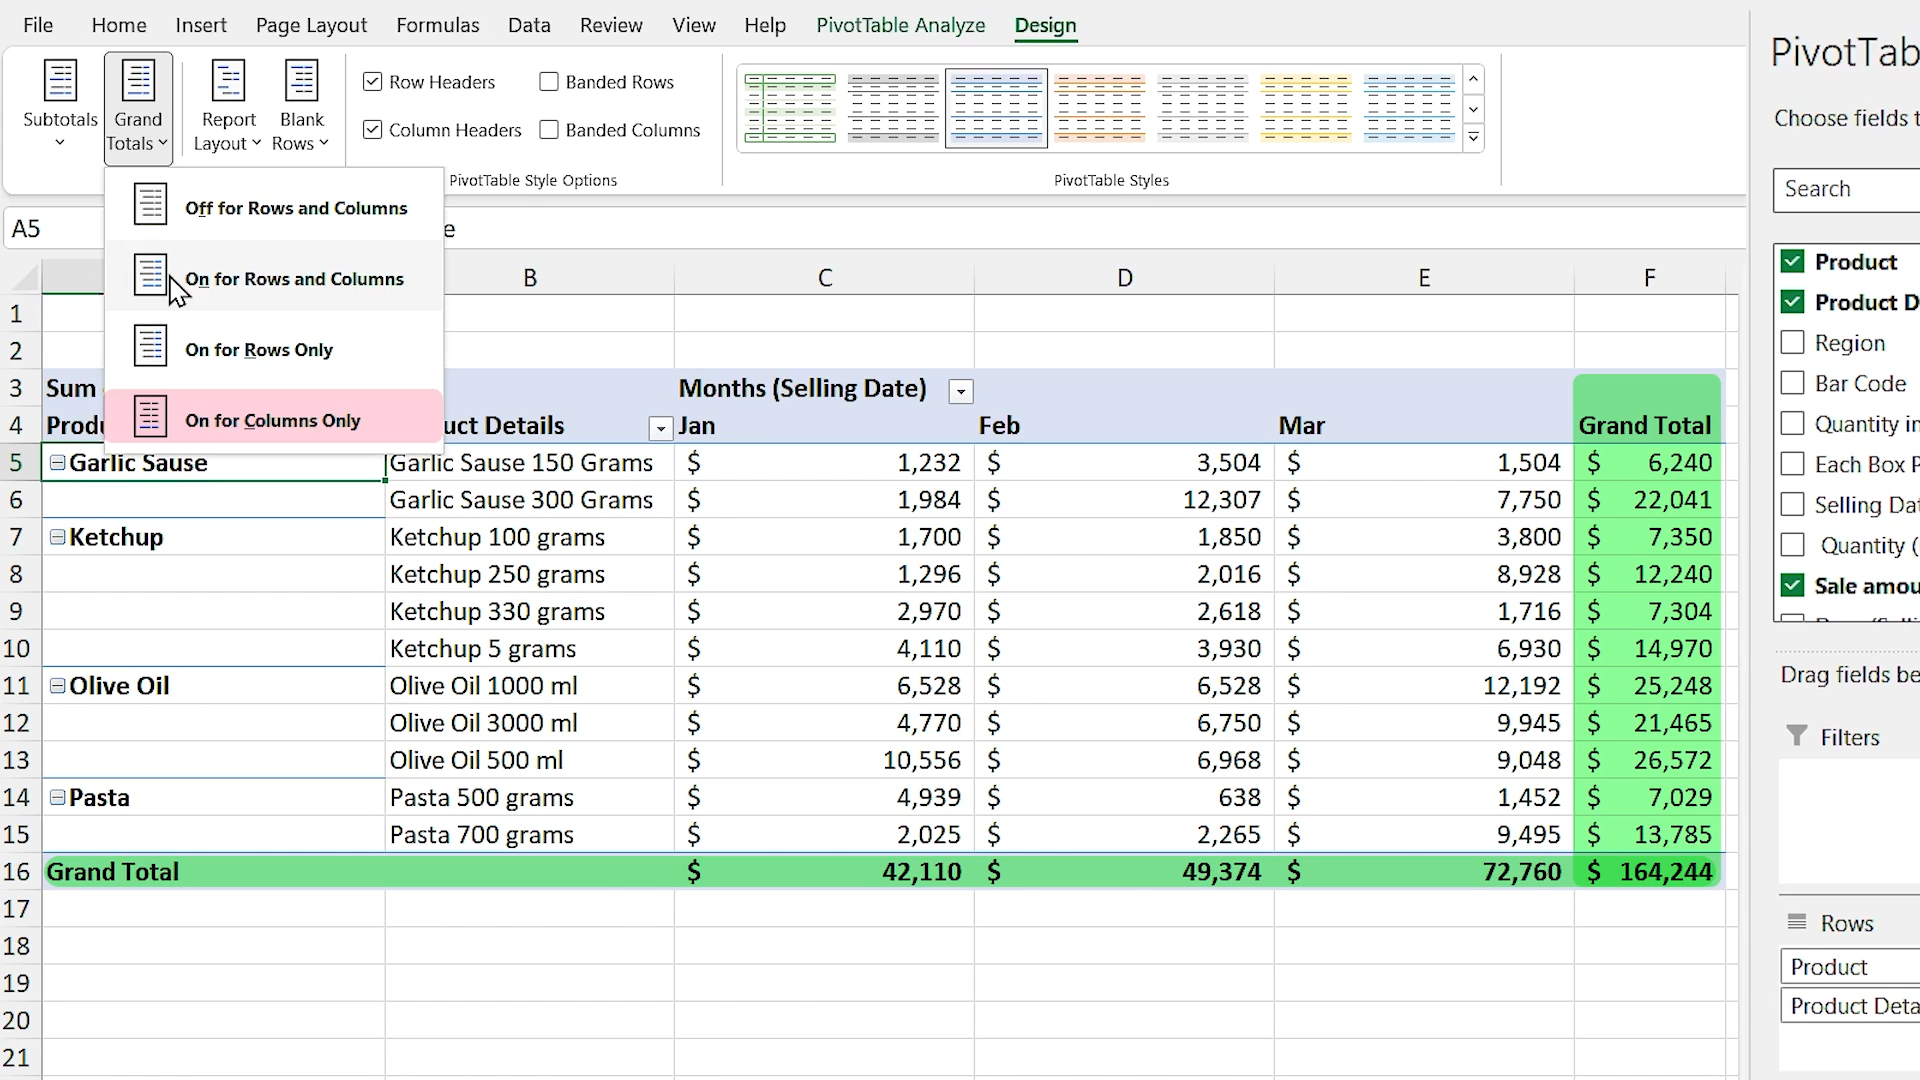 File Home Insert Page Layout Formulas Data Review View Help PivotTable Analyze Design
Subtotals
Grand Totals
Report Layout
Blank Rows
Row Headers
Banded Rows
Column Headers
Banded Columns
PivotTable Style Options
PivotTable Styles
Off for Rows and Columns
On for Rows and Columns
On for Rows Only
On for Columns Only
A5 e
B C D E F
1
2
3 Sum Months (Selling Date)
4 Produ uct Details Jan Feb Mar Grand Total
5 Garlic Sause Garlic Sause 150 Grams $ 1,232 $ 3,504 $ 1,504 $ 6,240
6 Garlic Sause 300 Grams $ 1,984 $ 12,307 $ 7,750 $ 22,041
7 Ketchup Ketchup 100 grams $ 1,700 $ 1,850 $ 3,800 $ 7,350
8 Ketchup 250 grams $ 1,296 $ 2,016 $ 8,928 $ 12,240
9 Ketchup 330 grams $ 2,970 $ 2,618 $ 1,716 $ 7,304
10 Ketchup 5 grams $ 4,110 $ 3,930 $ 6,930 $ 14,970
11 Olive Oil Olive Oil 1000 ml $ 6,528 $ 6,528 $ 12,192 $ 25,248
12 Olive Oil 3000 ml $ 4,770 $ 6,750 $ 9,945 $ 21,465
13 Olive Oil 500 ml $ 10,556 $ 6,968 $ 9,048 $ 26,572
14 Pasta Pasta 500 grams $ 4,939 $ 638 $ 1,452 $ 7,029
15 Pasta 700 grams $ 2,025 $ 2,265 $ 9,495 $ 13,785
16 Grand Total $ 42,110 $ 49,374 $ 72,760 $ 164,244
17
18
19
20
21
PivotTab
Choose fields t
Search
Product
Product D
Region
Bar Code
Quantity in
Each Box P
Selling Dat
Quantity (
Sale amou
Drag fields be
Filters
Rows
Product
Product Deta